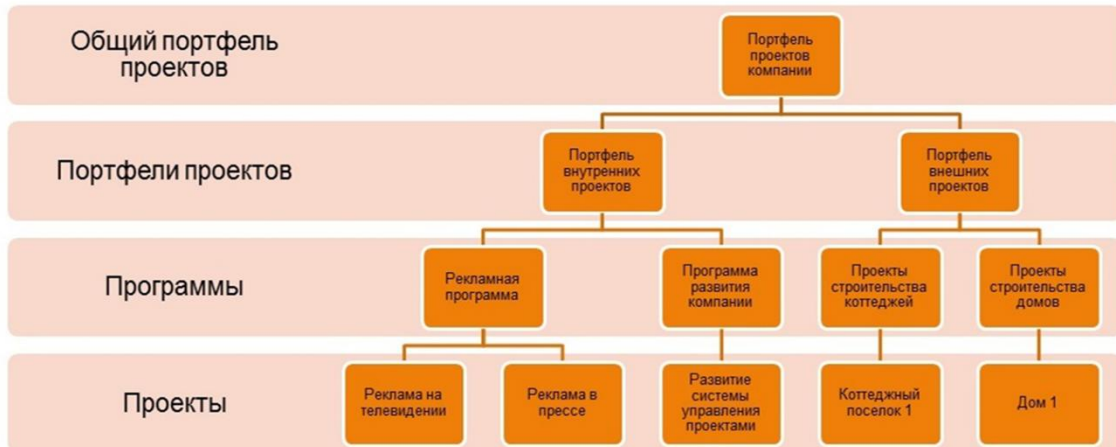 Общий портфель
проектов
Портфель
проектов
компании
Портфели проектов
Портфель
внутренних
проектов
Портфель
внешних
проектов
Программы
Рекламная
программа
Программа
развития
компании
Проекты
строительства
коттеджей
Проекты
строительства
домов
Проекты
Реклама на
телевидении
Реклама в
прессе
Развитие
системы
управления
проектами
Коттеджный
поселок 1
Дом 1